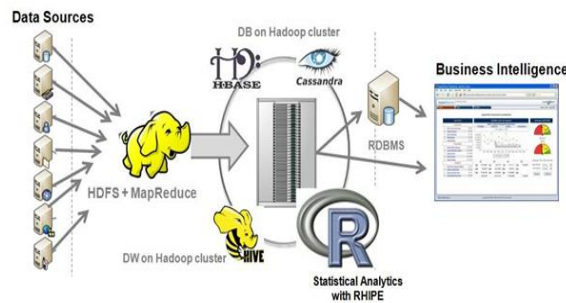 Data Sources
DB on Hadoop cluster
HBASE
Cassandra
Business Intelligence
RDBMS
HDFS + MapReduce
DW on Hadoop cluster
HIVE
R
Statistical Analytics
with RHIPE